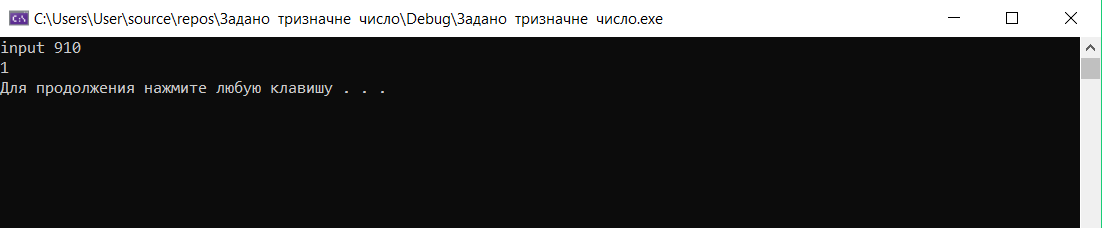 C:\Users\User\source\repos\Задано тризначне число\Debug\Задано тризначне число.exe
input 910
1
Для продолжения нажмите любую клавишу . . .